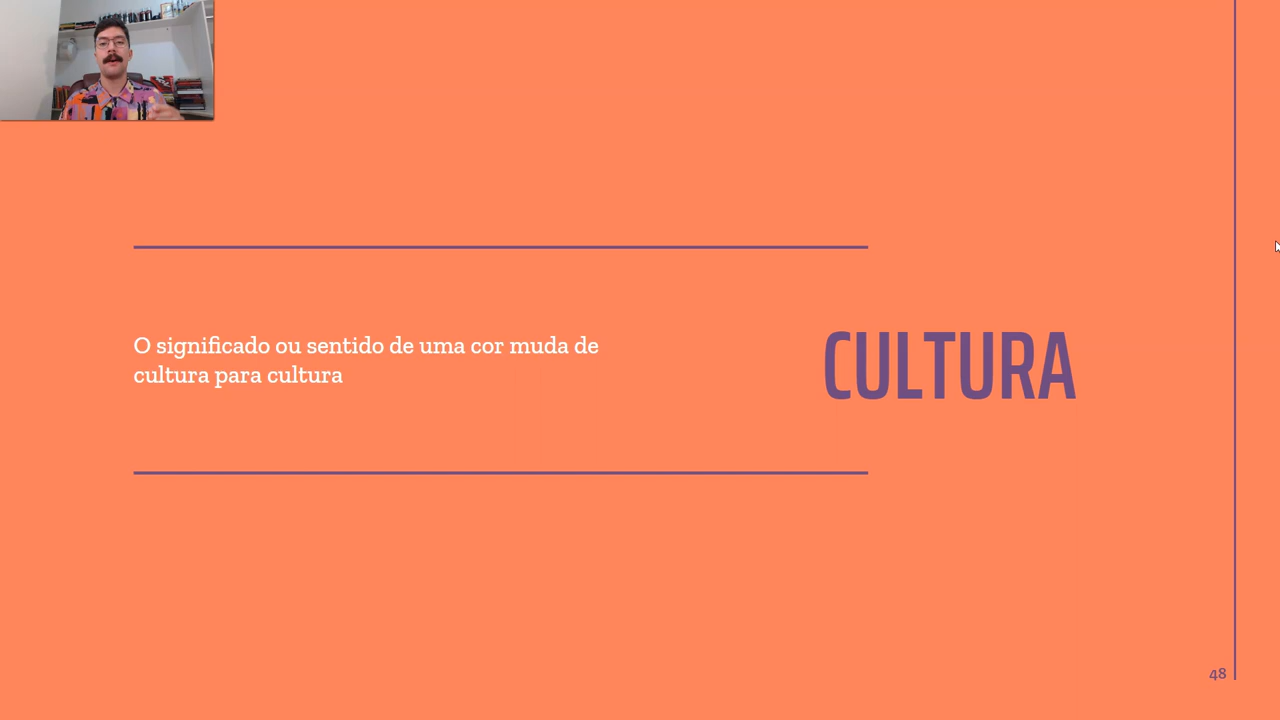 O significado ou sentido de uma cor muda de
cultura para cultura
CULTURA
48